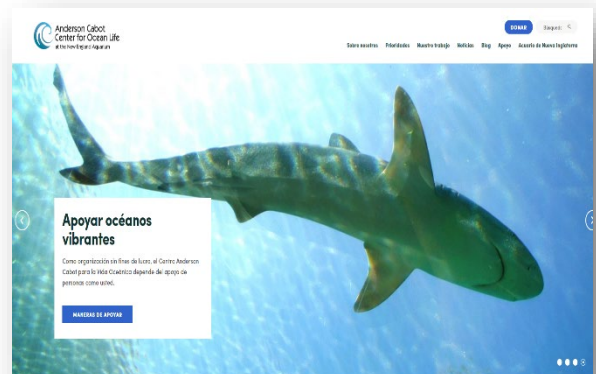 Anderson Cabot
Center for Ocean Life
at the New England Aquarium
DONAR
Búsqueda
Sobre nosotros Prioridades Nuestro trabajo Noticias Blog Apoyo Acuario de Nueva Inglaterra
Apoyar océanos
vibrantes
Como organización sin fines de lucro, el Centro Anderson
Cabot para la Vida Oceánica depende del apoyo de
personas como usted.
MANERAS DE APOYAR